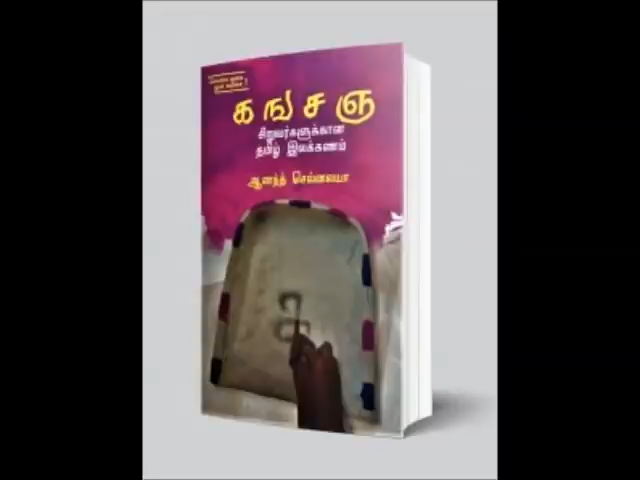 க ங ச ஞ
சிறுவர்களுக்கான
தமிழ் இலக்கணம்
ஆனந்த் செல்லையா